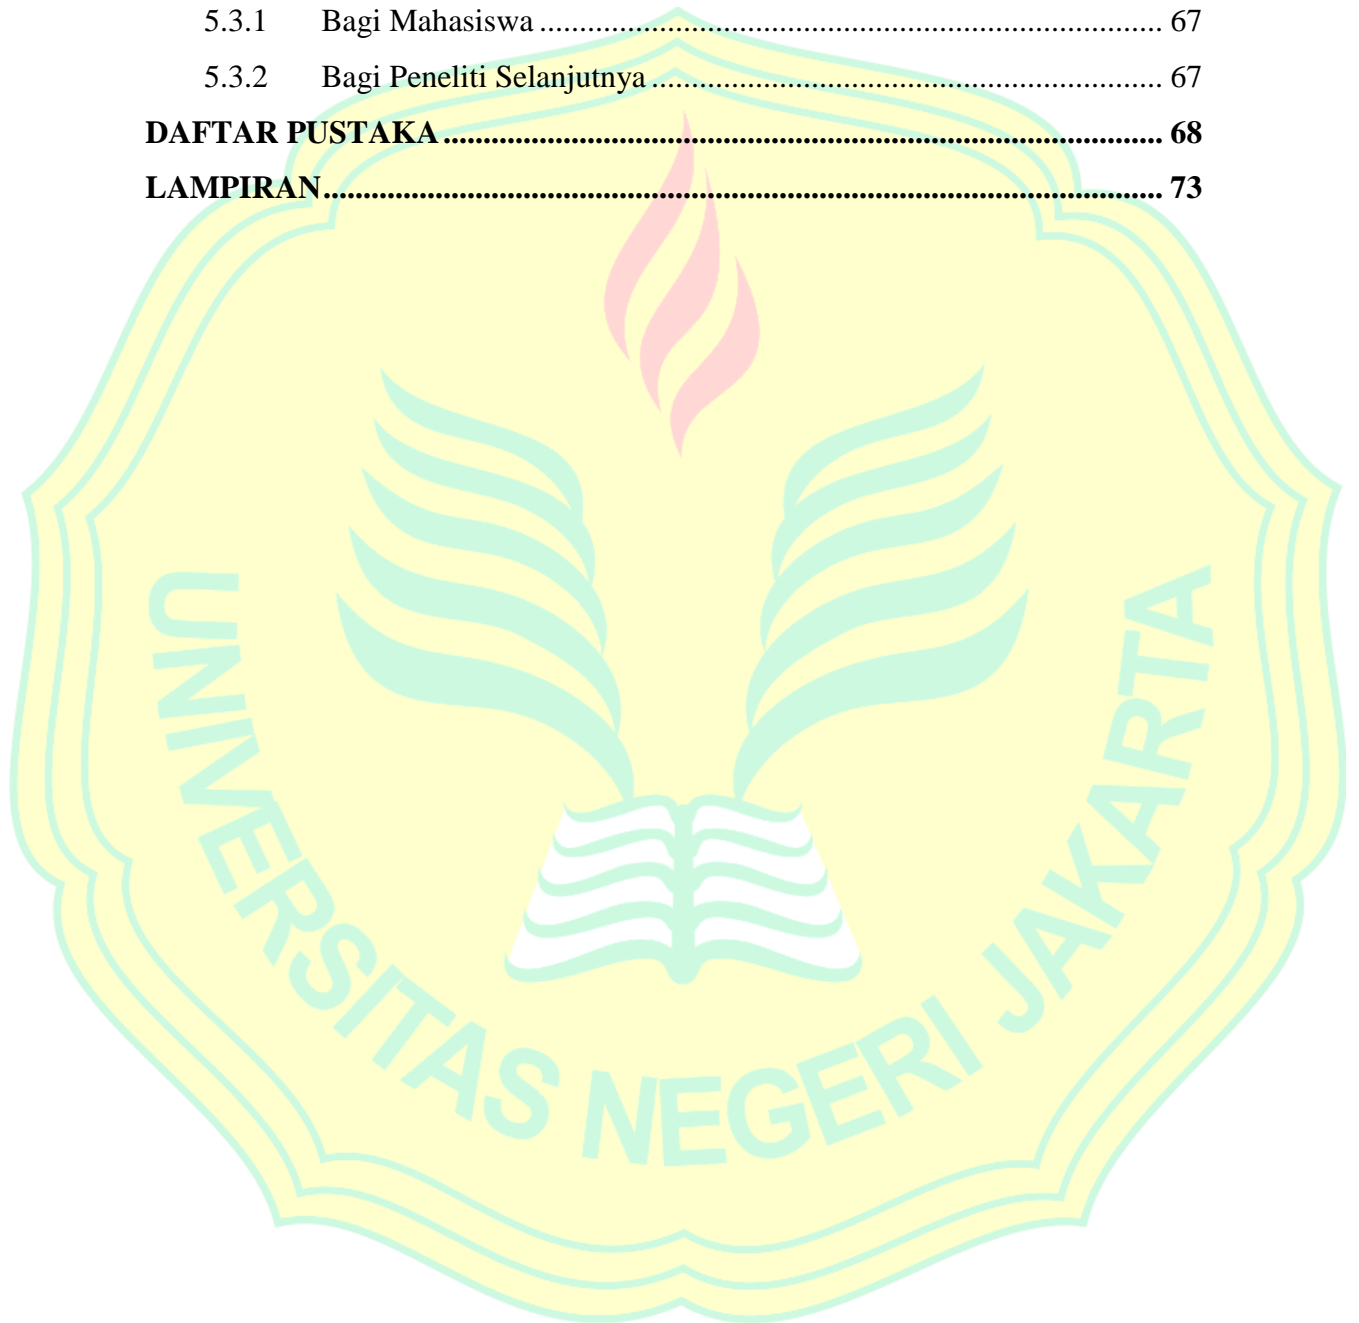 5.3.1 Bagi Mahasiswa ............................................................................. 67
5.3.2 Bagi Peneliti Selanjutnya ............................................................... 67
DAFTAR PUSTAKA ......................................................................................... 68
LAMPIRAN........................................................................................................ 73
UNIVERSITAS NEGERI JAKARTA